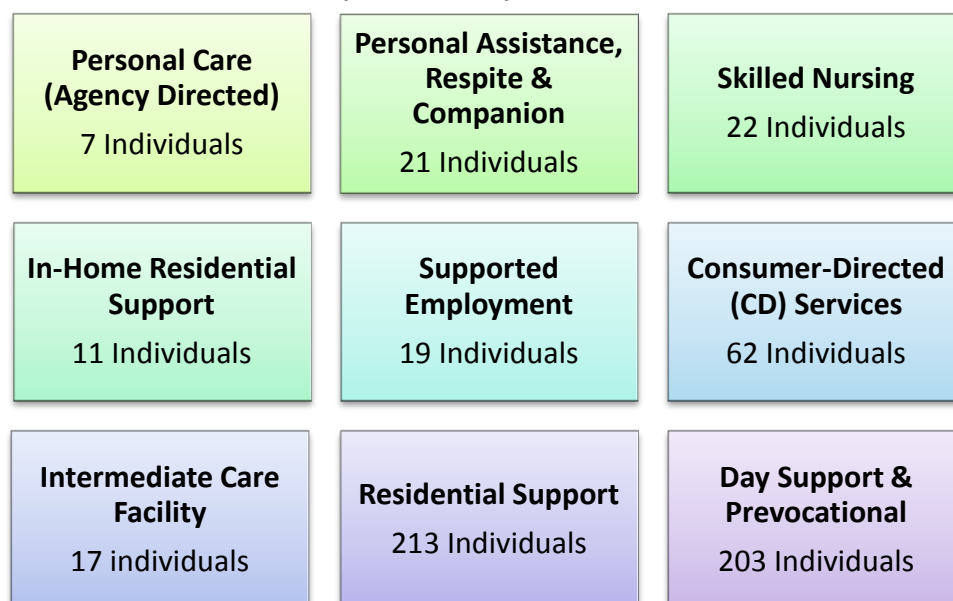 Personal Care
(Agency Directed)
7 Individuals
Personal Assistance,
Respite &
Companion
21 Individuals
Skilled Nursing
22 Individuals
In-Home Residential
Support
11 Individuals
Supported
Employment
19 Individuals
Consumer-Directed
(CD) Services
62 Individuals
Intermediate Care
Facility
17 individuals
Residential Support
213 Individuals
Day Support &
Prevocational
203 Individuals